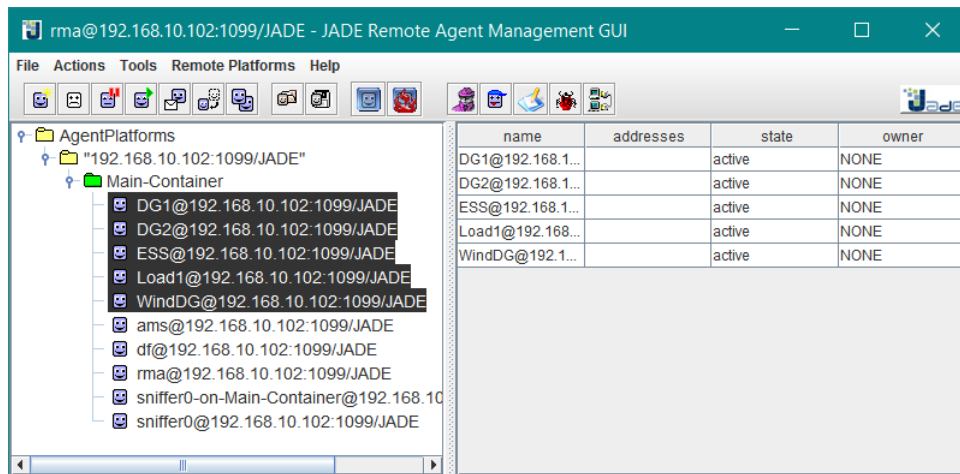 rma@192.168.10.102:1099/JADE - JADE Remote Agent Management GUI
File Actions Tools Remote Platforms Help
Jade
AgentPlatforms
"192.168.10.102:1099/JADE"
Main-Container
DG1@192.168.10.102:1099/JADE
DG2@192.168.10.102:1099/JADE
ESS@192.168.10.102:1099/JADE
Load1@192.168.10.102:1099/JADE
WindDG@192.168.10.102:1099/JADE
ams@192.168.10.102:1099/JADE
df@192.168.10.102:1099/JADE
rma@192.168.10.102:1099/JADE
sniffer0-on-Main-Container@192.168.10
sniffer0@192.168.10.102:1099/JADE
name addresses state owner
DG1@192.168.1... active NONE
DG2@192.168.1... active NONE
ESS@192.168.1... active NONE
Load1@192.168... active NONE
WindDG@192.1... active NONE